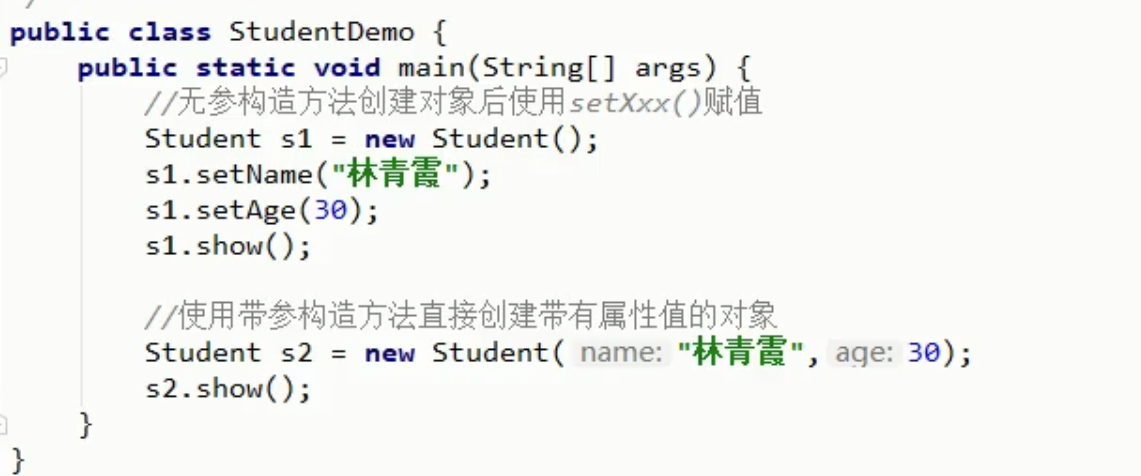 public class StudentDemo {
public static void main(String[] args) {
//无参构造方法创建对象后使用setXxx()赋值
Student s1 = new Student();
s1.setName("林青霞");
s1.setAge(30);
s1.show();
//使用带参构造方法直接创建带有属性值的对象
Student s2 = new Student( name: "林青霞", age: 30);
s2.show();
}
}